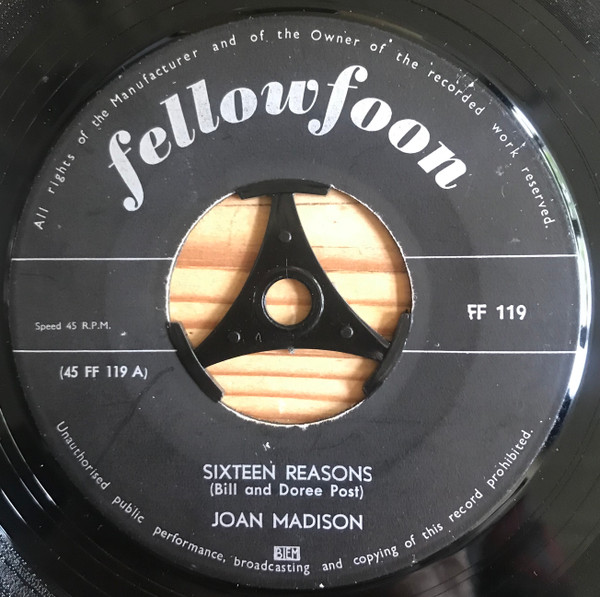 All rights of the Manufacturer and of the Owner of the recorded work reserved.
fellowfoon
FF 119
Speed 45 R.P.M.
(45 FF 119 A)
SIXTEEN REASONS
(Bill and Doree Post)
JOAN MADISON
BIEM
Unauthorised public performance, broadcasting and copying of this record prohibited.